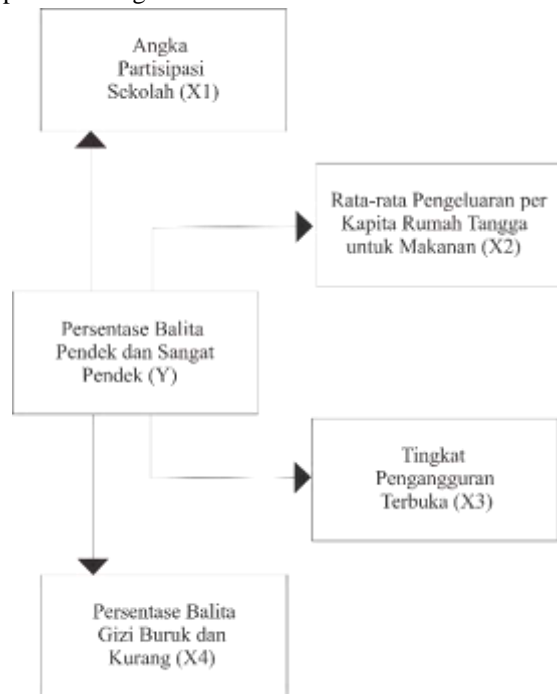 Angka
Partisipasi
Sekolah (X1)
Rata-rata Pengeluaran per
Kapita Rumah Tangga
untuk Makanan (X2)
Persentase Balita
Pendek dan Sangat
Pendek (Y)
Tingkat
Pengangguran
Terbuka (X3)
Persentase Balita
Gizi Buruk dan
Kurang (X4)